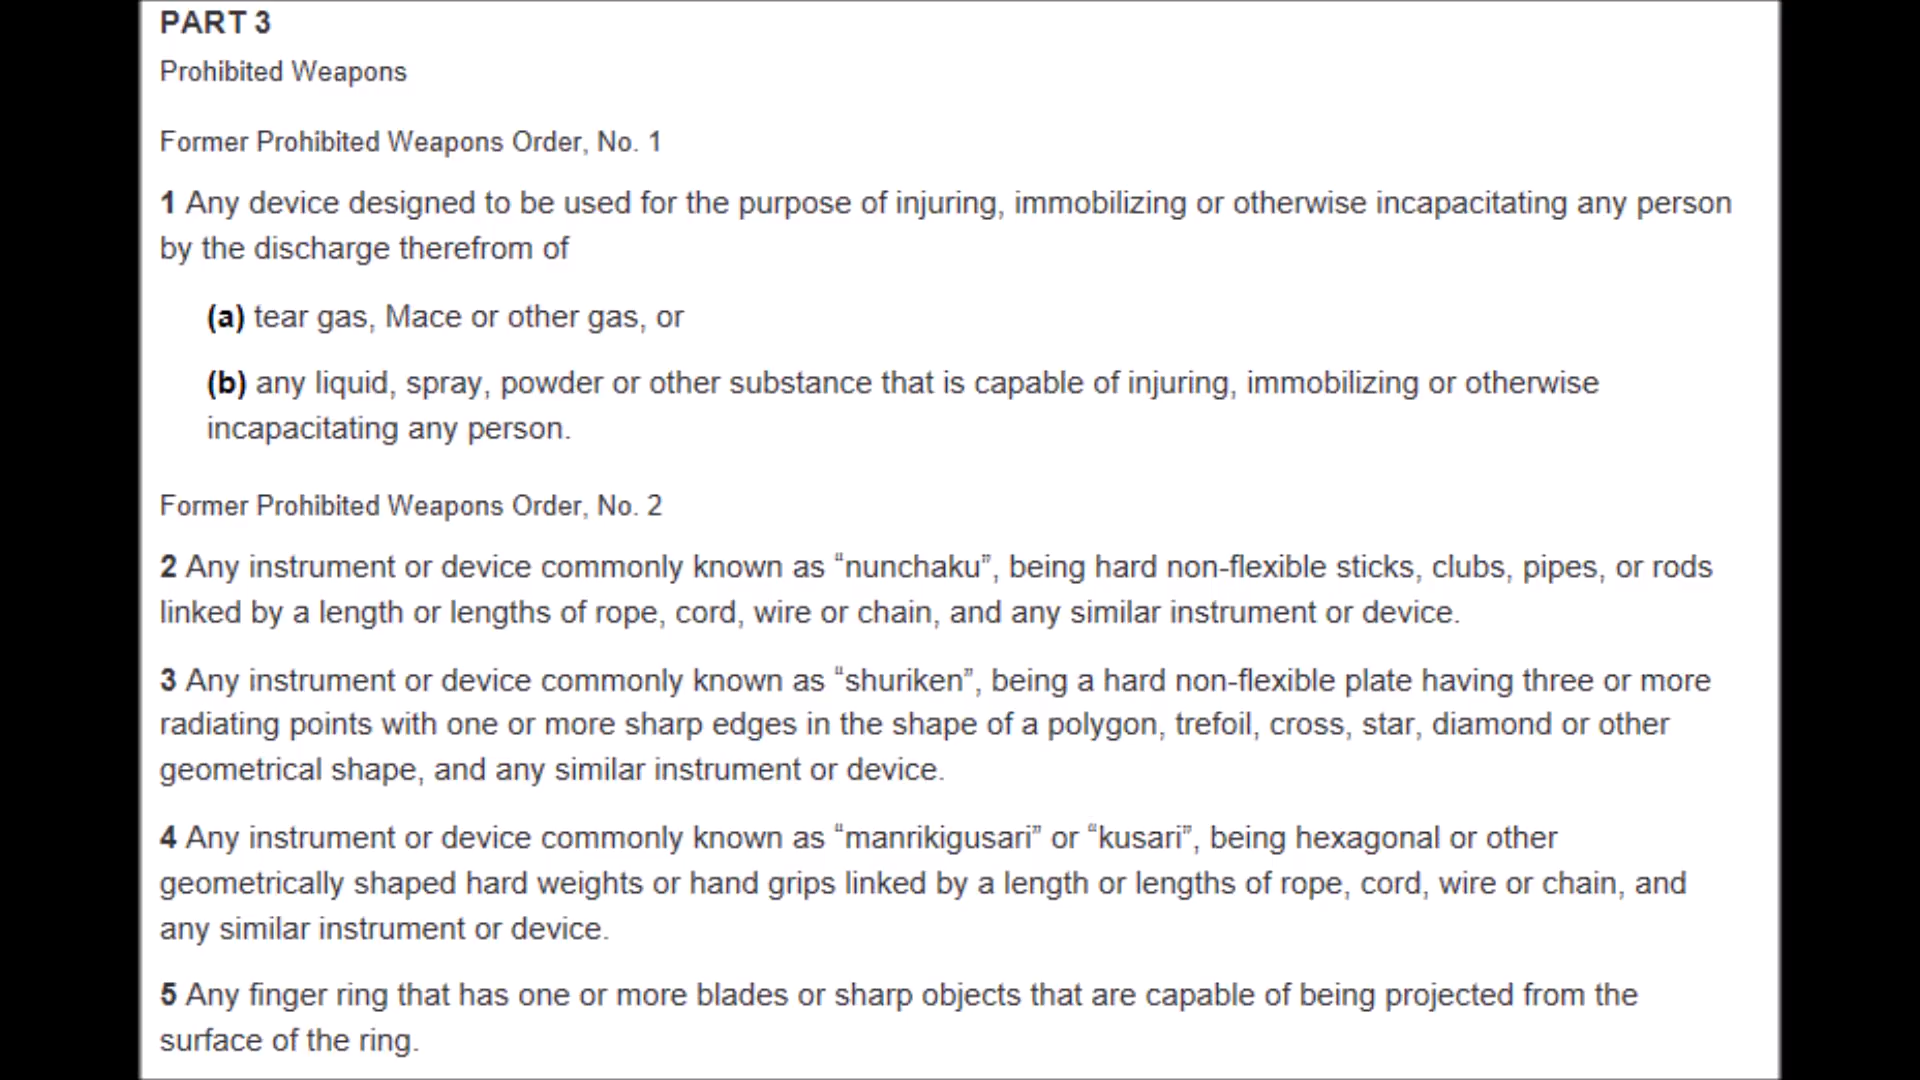 PART 3
Prohibited Weapons
Former Prohibited Weapons Order, No. 1
1 Any device designed to be used for the purpose of injuring, immobilizing or otherwise incapacitating any person
by the discharge therefrom of
(a) tear gas, Mace or other gas, or
(b) any liquid, spray, powder or other substance that is capable of injuring, immobilizing or otherwise
incapacitating any person.
Former Prohibited Weapons Order, No. 2
2 Any instrument or device commonly known as “nunchaku”, being hard non-flexible sticks, clubs, pipes, or rods
linked by a length or lengths of rope, cord, wire or chain, and any similar instrument or device.
3 Any instrument or device commonly known as “shuriken”, being a hard non-flexible plate having three or more
radiating points with one or more sharp edges in the shape of a polygon, trefoil, cross, star, diamond or other
geometrical shape, and any similar instrument or device.
4 Any instrument or device commonly known as “manrikigusari” or “kusari”, being hexagonal or other
geometrically shaped hard weights or hand grips linked by a length or lengths of rope, cord, wire or chain, and
any similar instrument or device.
5 Any finger ring that has one or more blades or sharp objects that are capable of being projected from the
surface of the ring.